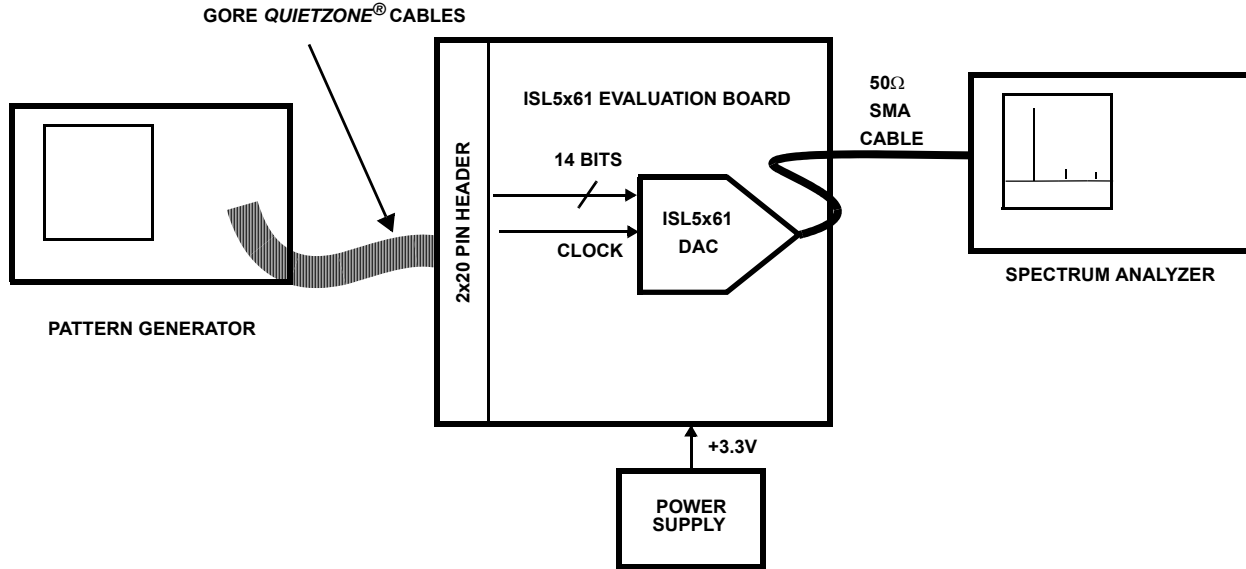 GORE QUIETZONE® CABLES
ISL5x61 EVALUATION BOARD
50Ω
SMA
CABLE
2x20 PIN HEADER
14 BITS
ISL5x61
DAC
CLOCK
SPECTRUM ANALYZER
PATTERN GENERATOR
+3.3V
POWER
SUPPLY